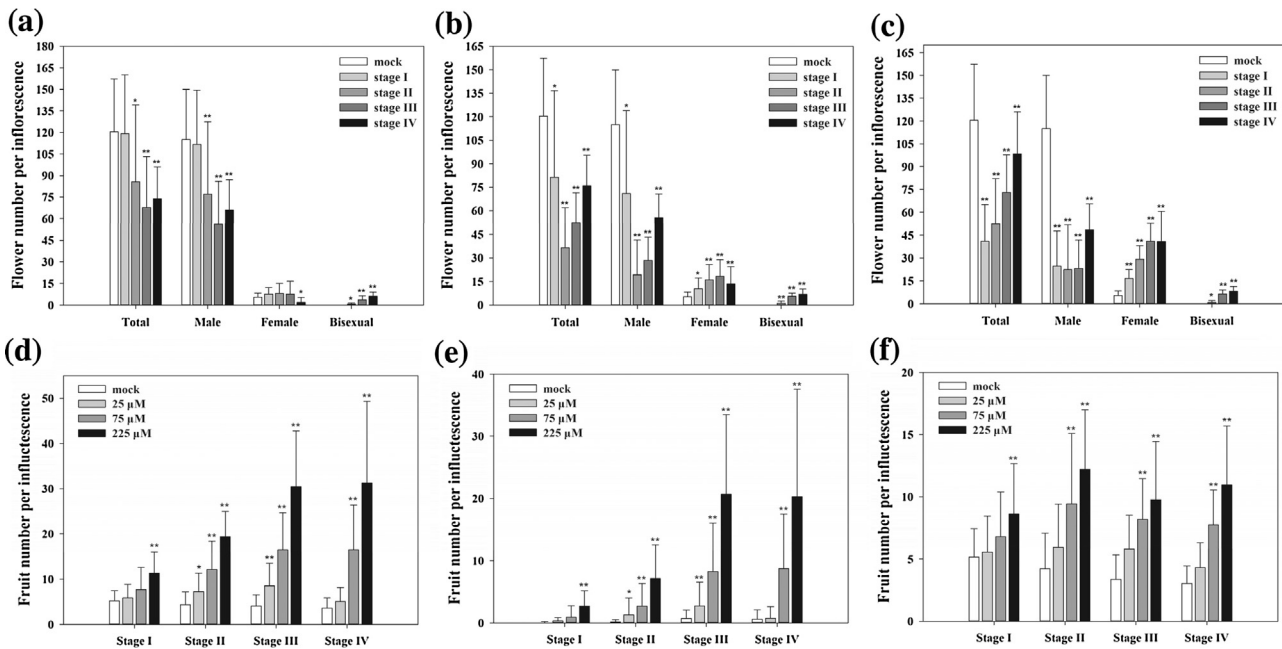 (a)
Flower number per inflorescence
180
165
150
135
120
105
90
75
60
45
30
15
0
mock
stage I
stage II
stage III
stage IV
*
**
**
**
**
**
*
*
**
**
Total Male Female Bisexual
(b)
Flower number per inflorescence
165
150
135
120
105
90
75
60
45
30
15
0
mock
stage I
stage II
stage III
stage IV
*
**
**
**
*
**
**
**
*
**
**
**
**
**
**
Total Male Female Bisexual
(c)
Flower number per inflorescence
165
150
135
120
105
90
75
60
45
30
15
0
mock
stage I
stage II
stage III
stage IV
**
**
**
**
**
**
**
**
**
**
**
**
*
**
**
Total Male Female Bisexual
(d)
Fruit number per influctescence
50
40
30
20
10
0
mock
25 µM
75 µM
225 µM
**
*
**
**
**
**
**
**
**
Stage I Stage II Stage III Stage IV
(e)
Fruit number per influctescence
40
30
20
10
0
mock
25 µM
75 µM
225 µM
**
*
**
**
**
**
**
**
**
Stage I Stage II Stage III Stage IV
(f)
Fruit number per influctescence
20
15
10
5
0
mock
25 µM
75 µM
225 µM
**
**
**
**
**
**
**
Stage I Stage II Stage III Stage IV